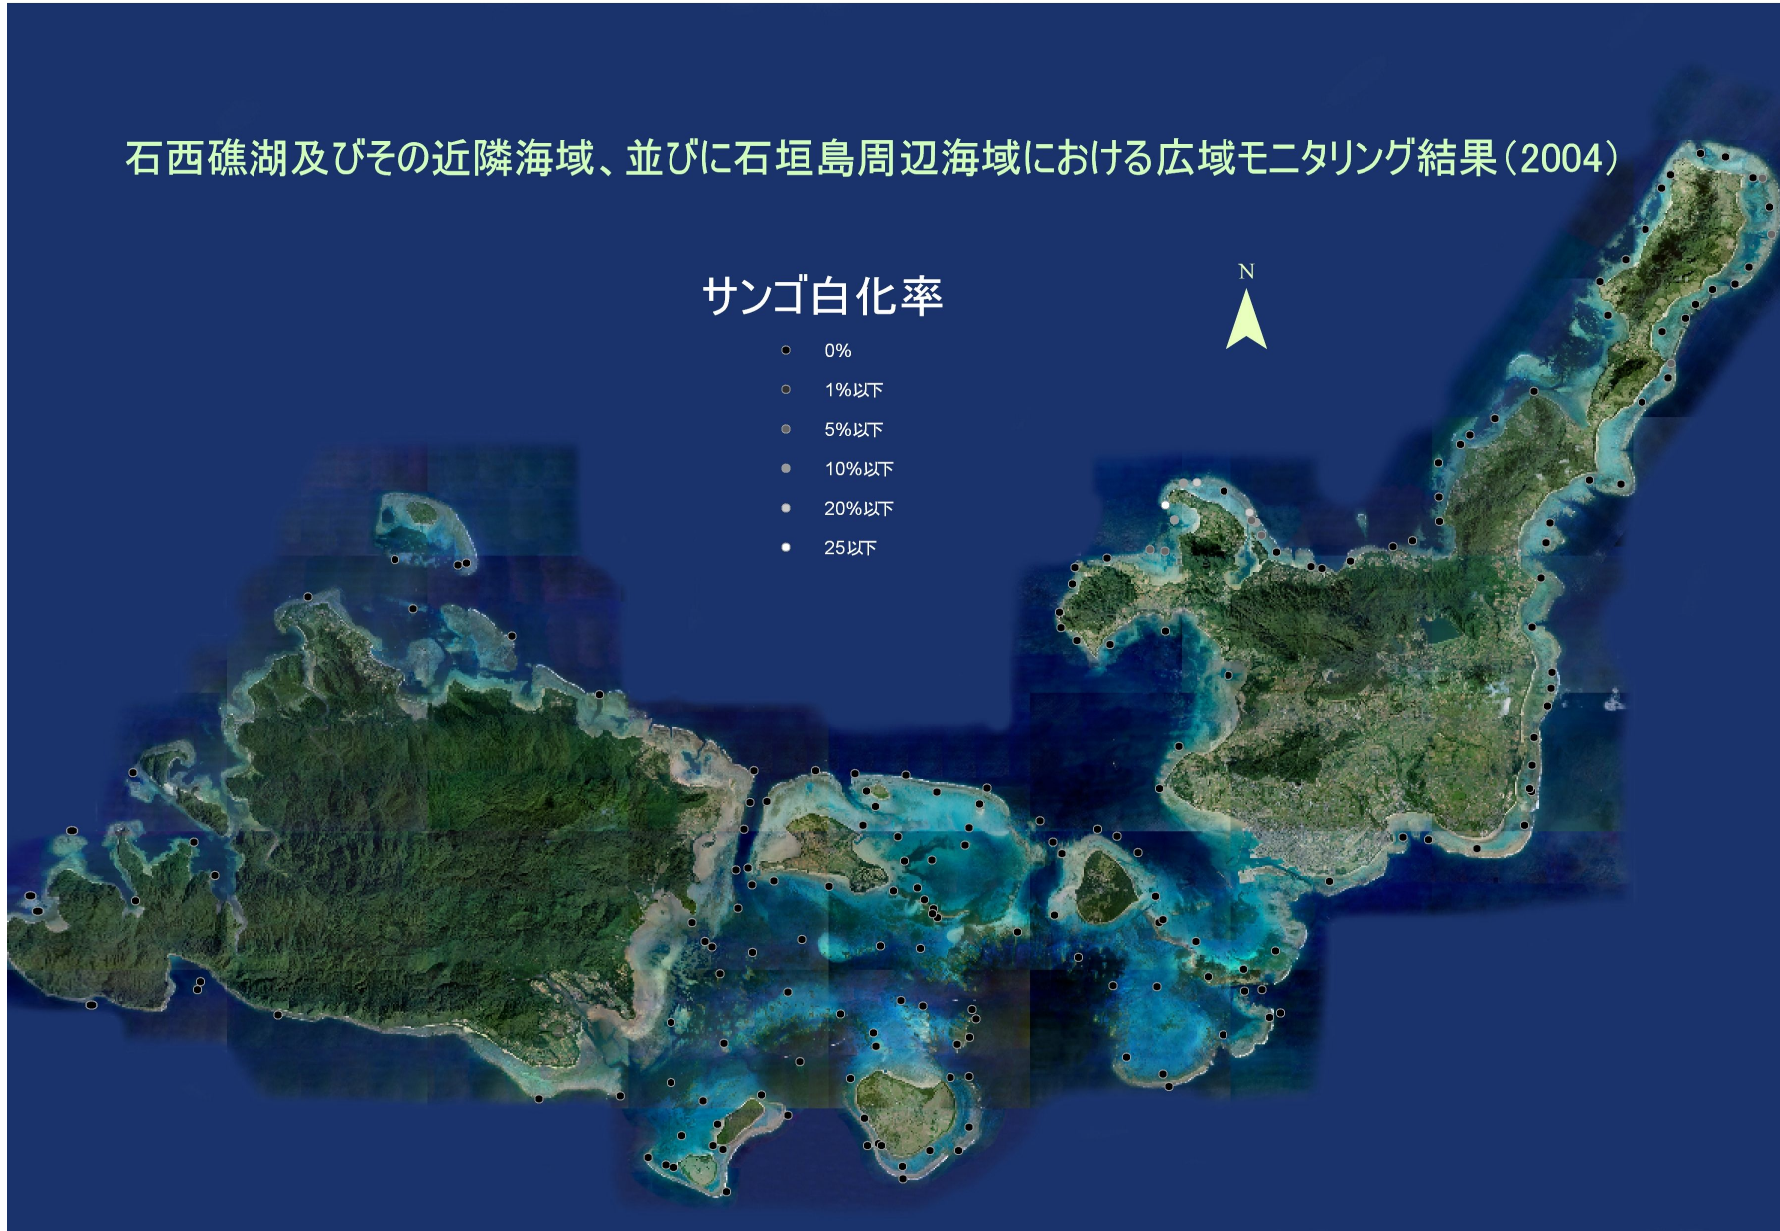 石西礁湖及びその近隣海域、並びに石垣島周辺海域における広域モニタリング結果（2004）
サンゴ白化率
N
0%
1%以下
5%以下
10%以下
20%以下
25以下